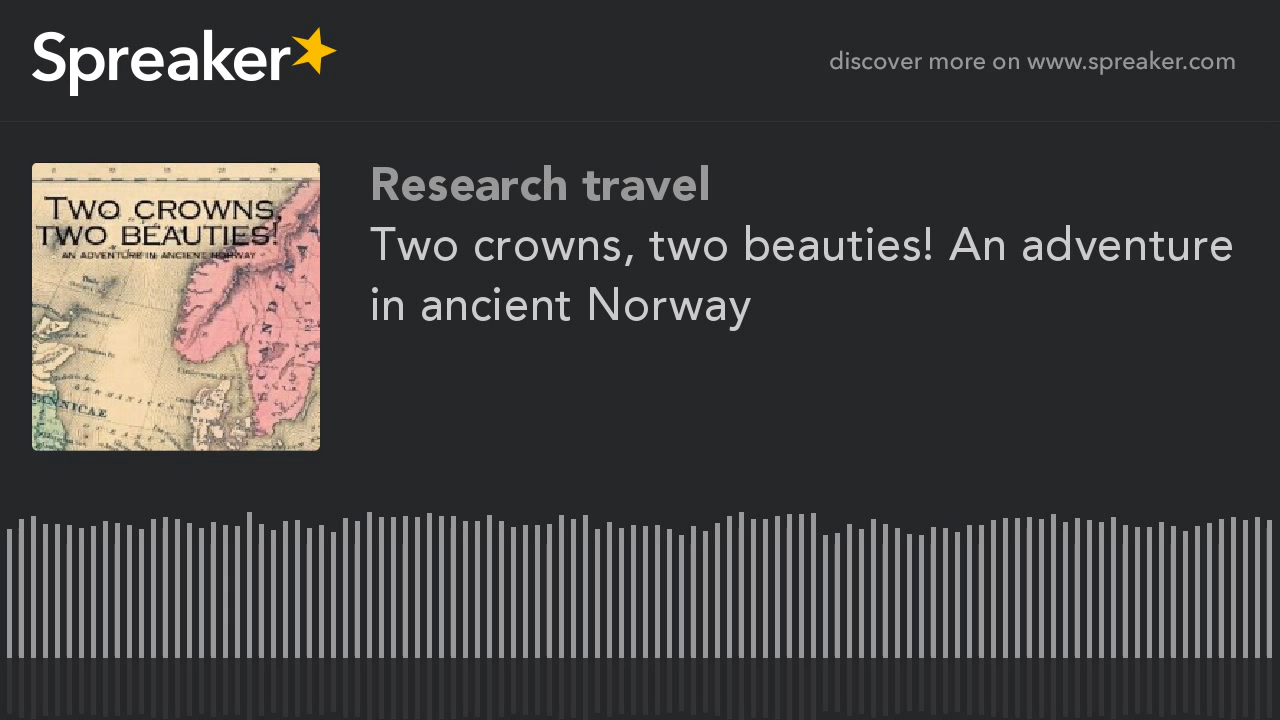 Spreaker
discover more on www.spreaker.com
Research travel
Two crowns, two beauties! An adventure
in ancient Norway
TWO CROWNS,
TWO BEAUTIES!
AN ADVENTURE IN ANCIENT NORWAY